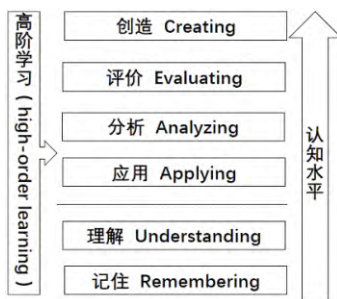 高阶学习(high-order learning)
创造 Creating
评价 Evaluating
分析 Analyzing
应用 Applying
理解 Understanding
记住 Remembering
认知水平